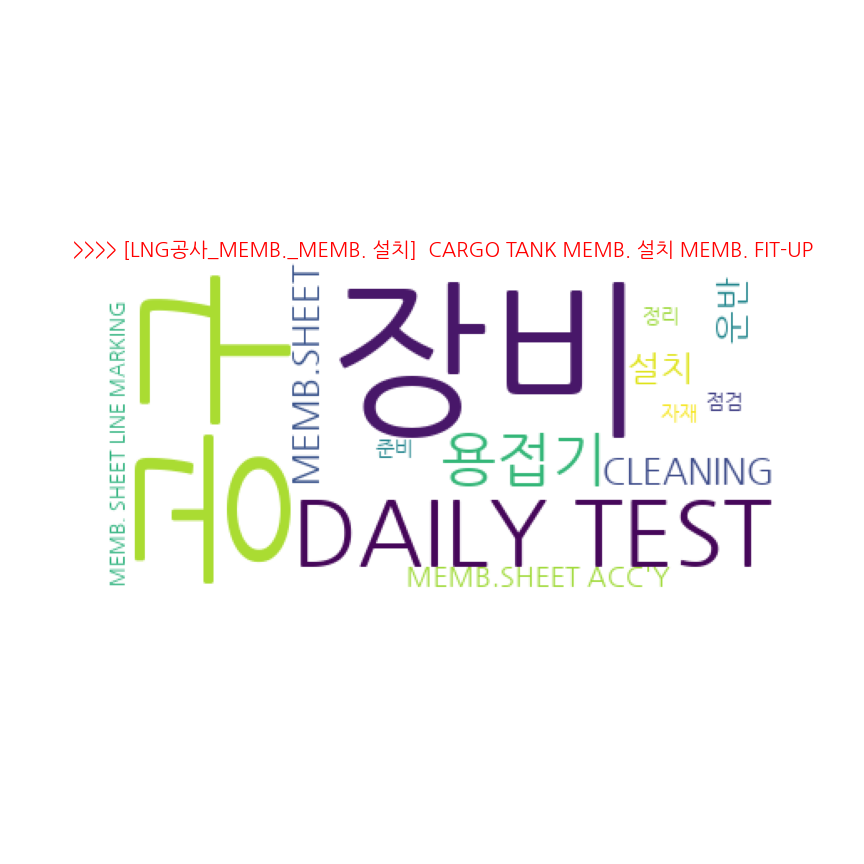 >>>> [LNG공사_MEMB._MEMB. 설치]  CARGO TANK MEMB. 설치 MEMB. FIT-UP
MEMB. SHEET LINE MARKING
공구
MEMB.SHEET
장비
정리
운반
설치
자재
점검
준비
용접기
CLEANING
DAILY TEST
MEMB.SHEET ACC'Y